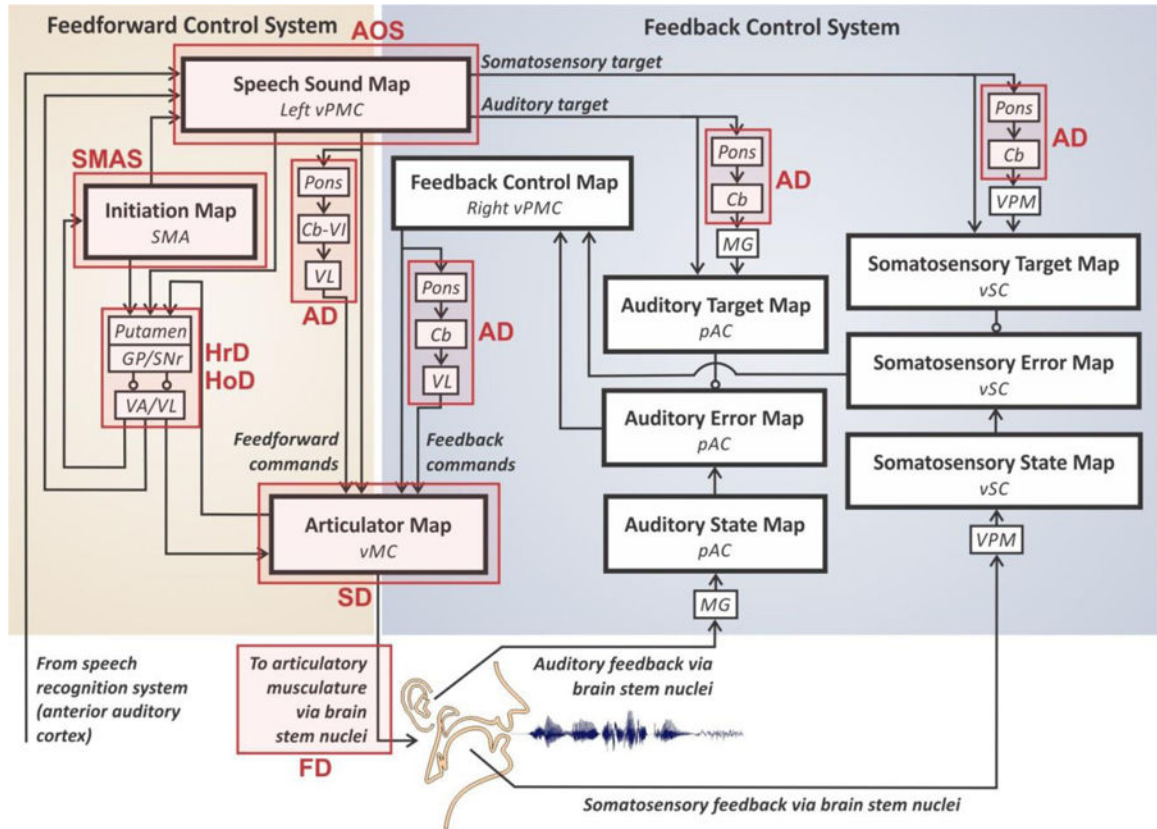 Feedforward Control System
Feedback Control System
AOS
Speech Sound Map
Left vPMC
Somatosensory target
Auditory target
Pons
Cb
AD
VPM
Pons
Cb
AD
MG
SMAS
Initiation Map
SMA
Pons
Cb-VI
VL
AD
Feedback Control Map
Right vPMC
Pons
Cb
VL
AD
Auditory Target Map
pAC
Somatosensory Target Map
vSC
Putamen
GP/SNr
VA/VL
HrD
HoD
Somatosensory Error Map
vSC
Auditory Error Map
pAC
Feedforward
commands
Feedback
commands
Somatosensory State Map
vSC
Articulator Map
vMC
SD
Auditory State Map
pAC
VPM
MG
From speech
recognition system
(anterior auditory
cortex)
To articulatory
musculature
via brain
stem nuclei
FD
Auditory feedback via
brain stem nuclei
Somatosensory feedback via brain stem nuclei